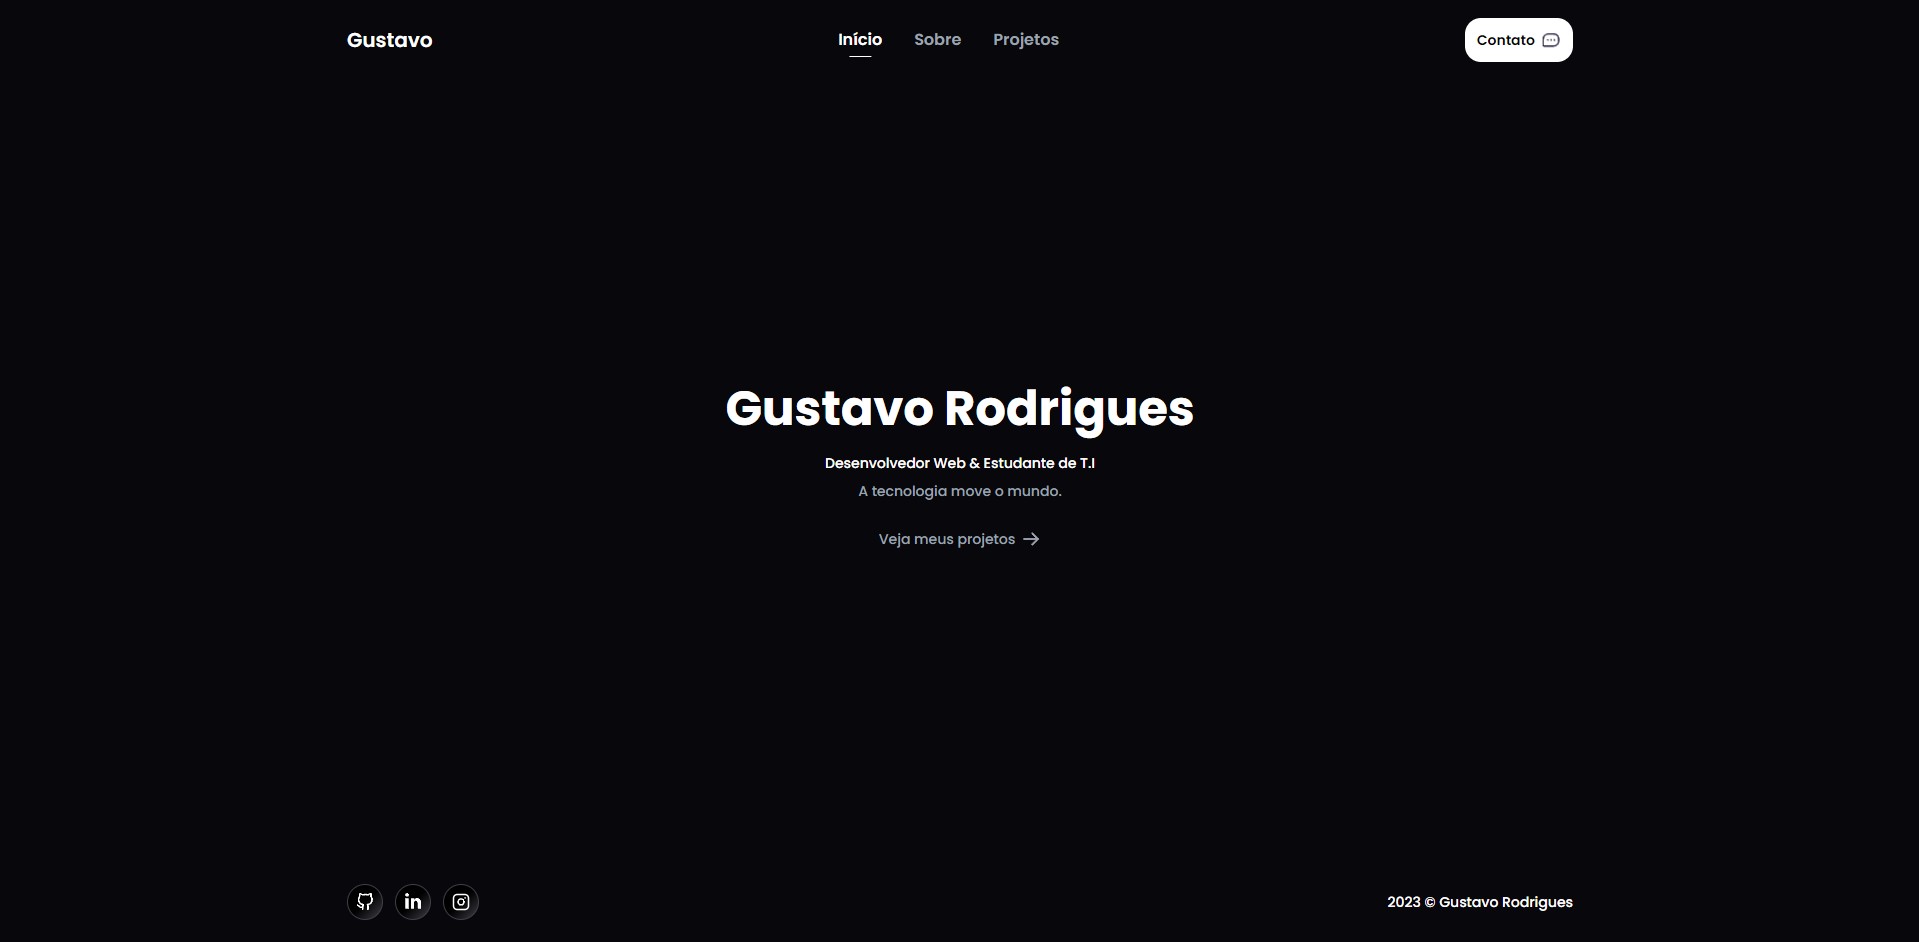 Gustavo
Início Sobre Projetos
Contato
Gustavo Rodrigues
Desenvolvedor Web & Estudante de T.I
A tecnologia move o mundo.
Veja meus projetos
2023 © Gustavo Rodrigues